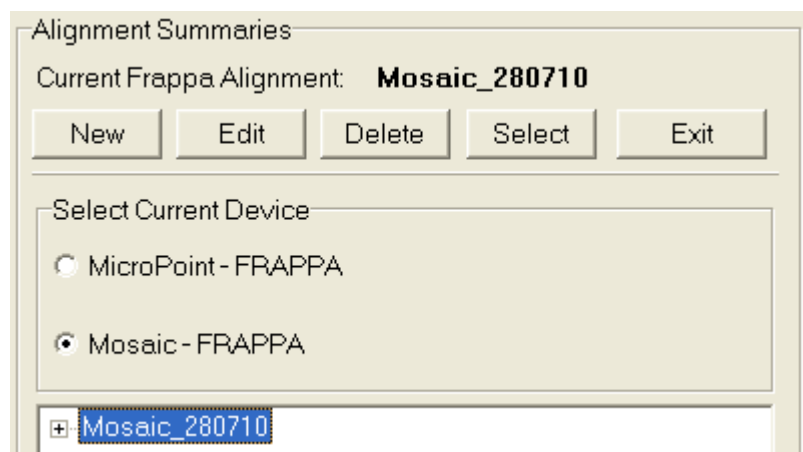 Alignment Summaries
Current Frappa Alignment: Mosaic_280710
New Edit Delete Select Exit
Select Current Device
MicroPoint - FRAPPA
Mosaic - FRAPPA
Mosaic_280710